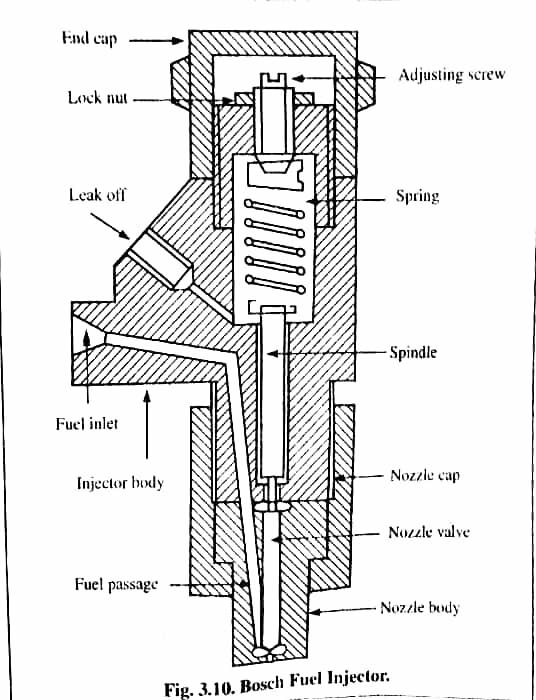 End cap
Adjusting screw
Lock nut
Leak off
Spring
Spindle
Fuel inlet
Injector body
Nozzle cap
Nozzle valve
Fuel passage
Nozzle body
Fig. 3.10. Bosch Fuel Injector.